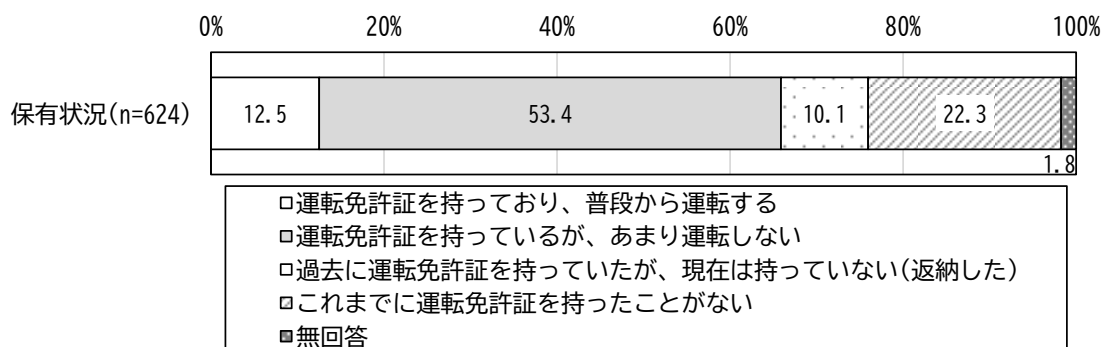 0% 20% 40% 60% 80% 100%
保有状況(n=624) 12.5 53.4 10.1 22.3
1.8
運転免許証を持っており、普段から運転する
運転免許証を持っているが、あまり運転しない
過去に運転免許証を持っていたが、現在は持っていない(返納した)
これまでに運転免許証を持ったことがない
無回答